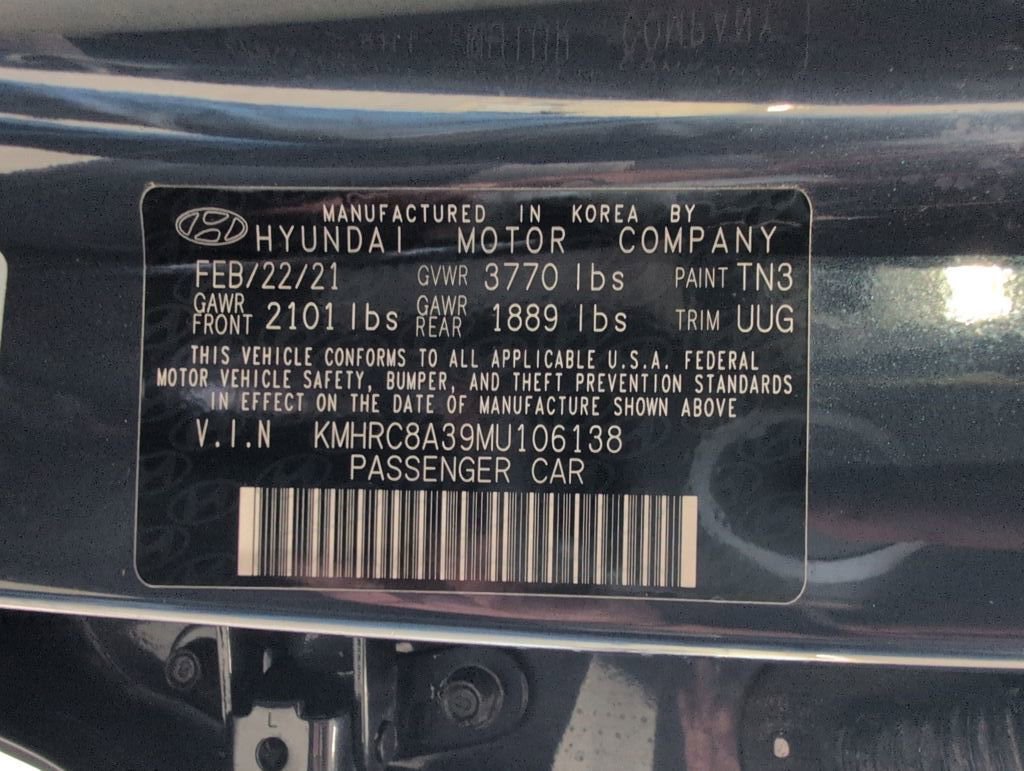 MANUFACTURED IN KOREA BY
HYUNDAI MOTOR COMPANY
FEB/22/21 GVWR 3770 lbs PAINT TN3
GAWR FRONT 2101 lbs GAWR REAR 1889 lbs TRIM UUG
THIS VEHICLE CONFORMS TO ALL APPLICABLE U.S.A. FEDERAL
MOTOR VEHICLE SAFETY, BUMPER, AND THEFT PREVENTION STANDARDS
IN EFFECT ON THE DATE OF MANUFACTURE SHOWN ABOVE
V.I.N KMHRC8A39MU106138
PASSENGER CAR
L